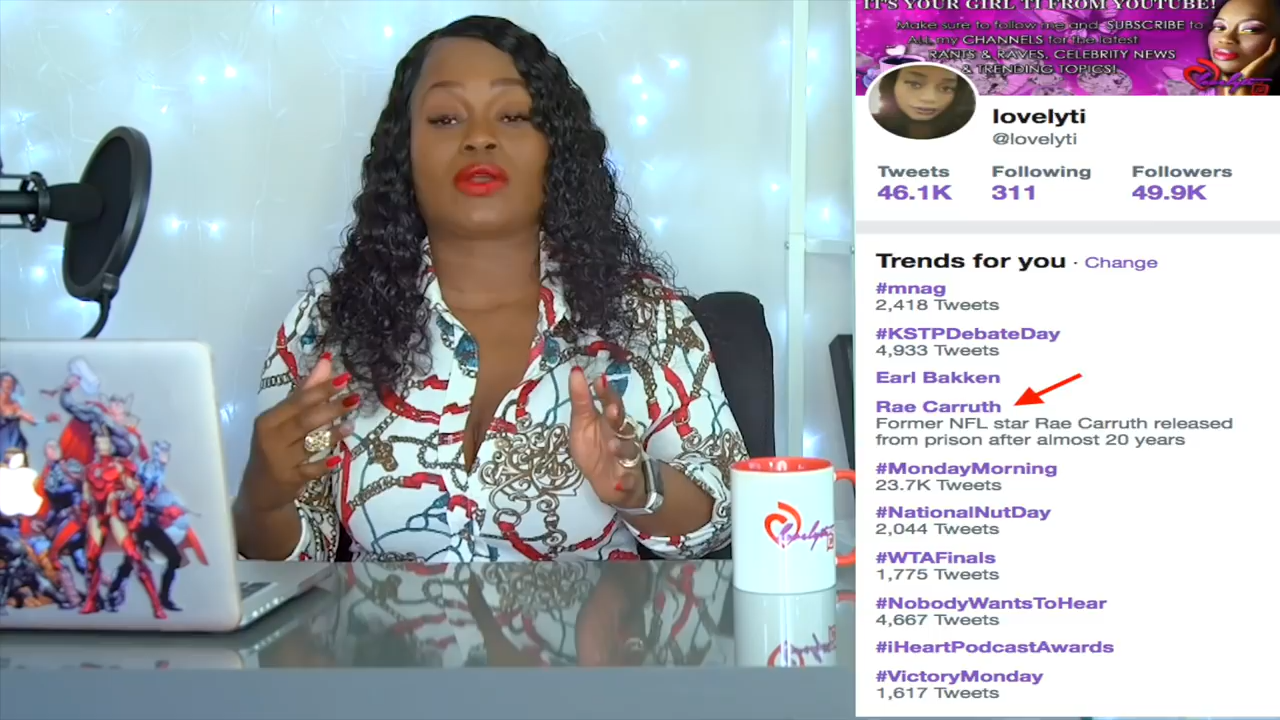 IT'S YOUR GIRL TI FROM YOUTUBE!
Make sure to follow me and SUBSCRIBE to
ALL my CHANNELS for the latest
RANTS & RAVES, CELEBRITY NEWS
& TRENDING TOPICS!
Lovelyti
lovelyti
@lovelyti
Tweets Following Followers
46.1K 311 49.9K
Trends for you · Change
#mnag
2,418 Tweets
#KSTPDebateDay
4,933 Tweets
Earl Bakken
Rae Carruth
Former NFL star Rae Carruth released
from prison after almost 20 years
#MondayMorning
23.7K Tweets
#NationalNutDay
2,044 Tweets
#WTAFinals
1,775 Tweets
#NobodyWantsToHear
4,667 Tweets
#iHeartPodcastAwards
#VictoryMonday
1,617 Tweets
Lovelyti